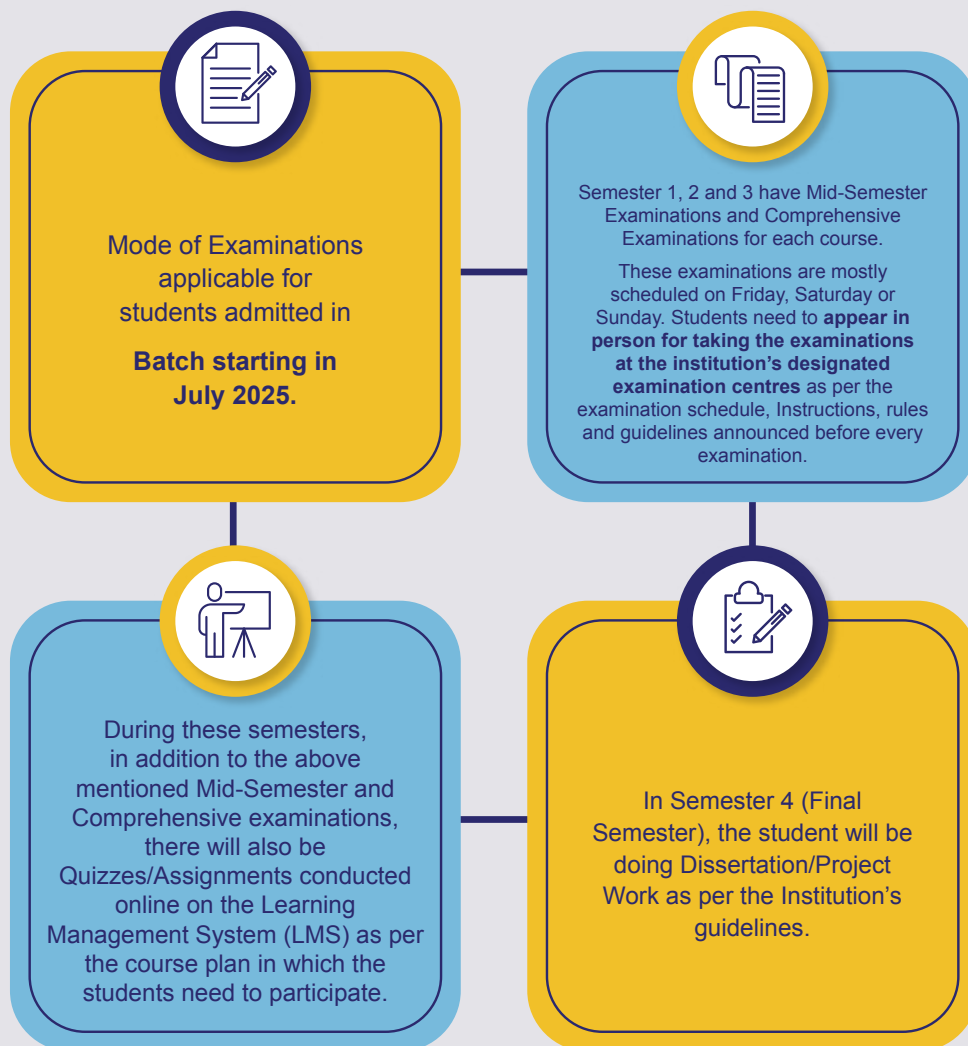 Mode of Examinations
applicable for
students admitted in
Batch starting in
July 2025.
Semester 1, 2 and 3 have Mid-Semester
Examinations and Comprehensive
Examinations for each course.
These examinations are mostly
scheduled on Friday, Saturday or
Sunday. Students need to appear in
person for taking the examinations
at the institution’s designated
examination centres as per the
examination schedule, Instructions, rules
and guidelines announced before every
examination.
During these semesters,
in addition to the above
mentioned Mid-Semester and
Comprehensive examinations,
there will also be
Quizzes/Assignments conducted
online on the Learning
Management System (LMS) as per
the course plan in which the
students need to participate.
In Semester 4 (Final
Semester), the student will be
doing Dissertation/Project
Work as per the Institution’s
guidelines.